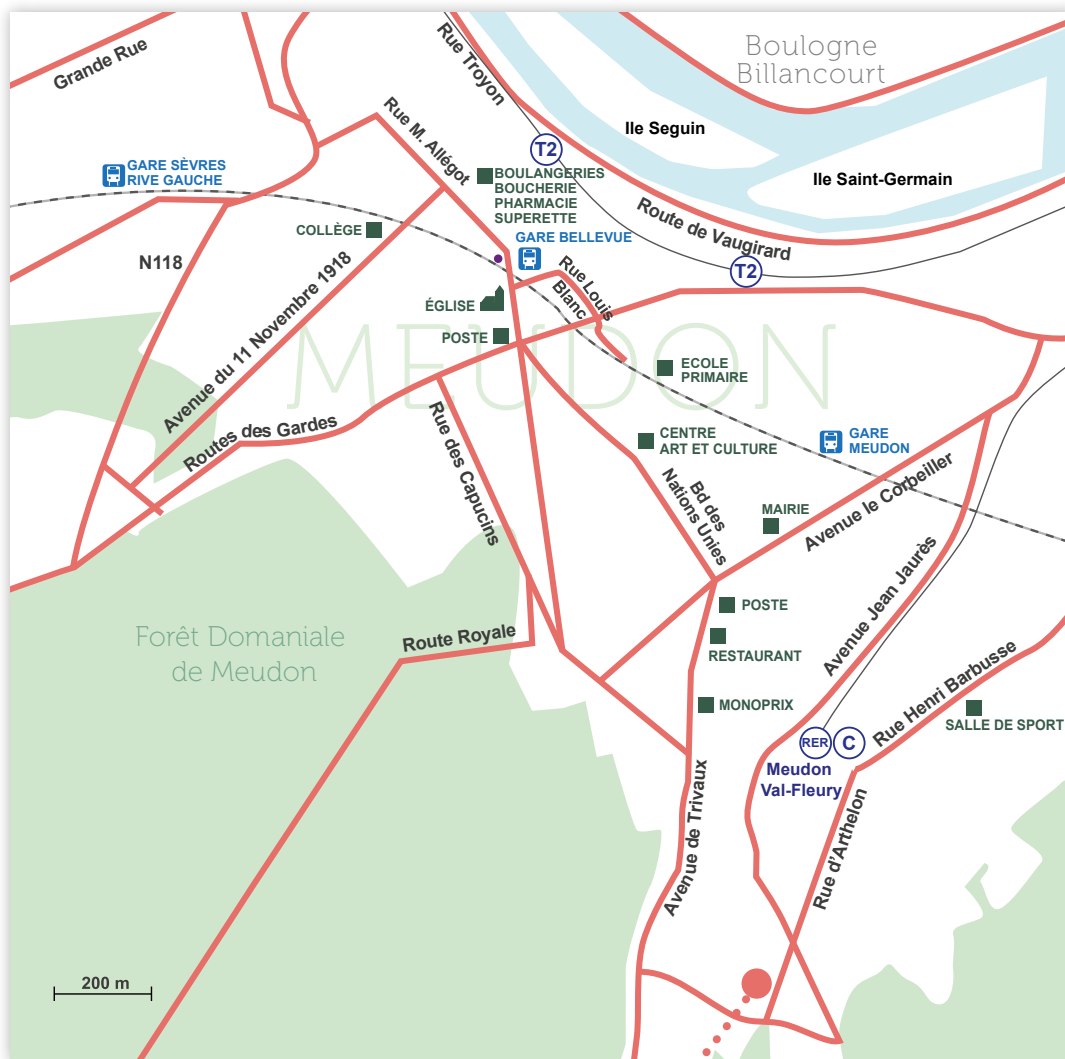 Grande Rue
Rue Troyon
Boulogne
Billancourt
Rue M. Allégot
Ile Seguin
T2
GARE SÈVRES
RIVE GAUCHE
BOULANGERIES
BOUCHERIE
PHARMACIE
SUPERETTE
Ile Saint-Germain
Route de Vaugirard
COLLÈGE
GARE BELLEVUE
N118
T2
Rue Louis
Blanc
Avenue du 11 Novembre 1918
ÉGLISE
POSTE
MEUDON
ECOLE
PRIMAIRE
Routes des Gardes
Rue des Capucins
CENTRE
ART ET CULTURE
GARE
MEUDON
Bd des
Nations Unies
Avenue le Corbeiller
MAIRIE
Avenue Jean Jaurès
POSTE
Forêt Domaniale
de Meudon
Route Royale
RESTAURANT
Rue Henri Barbusse
MONOPRIX
SALLE DE SPORT
RER C
Meudon
Val-Fleury
Avenue de Trivaux
Rue d'Arthelon
200 m